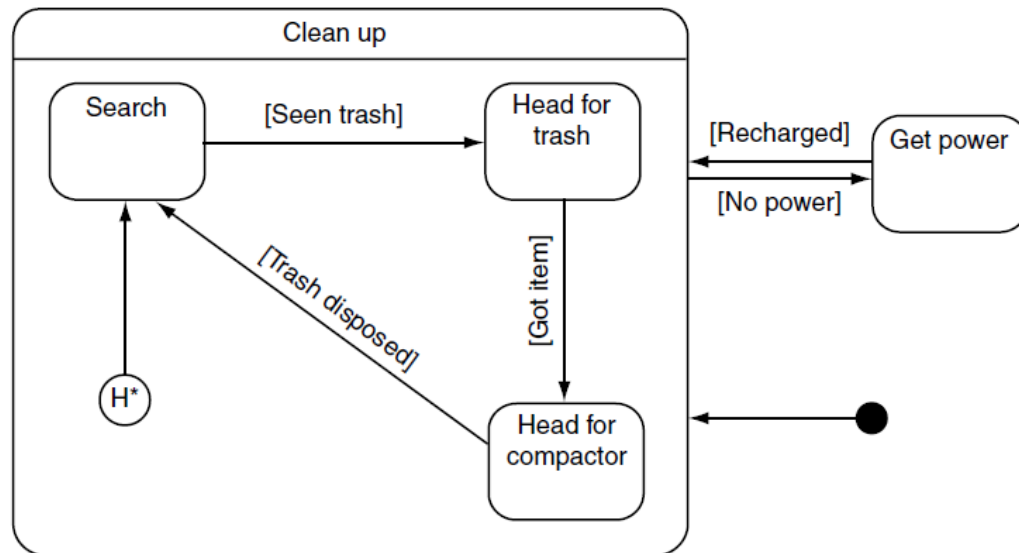 Clean up
Search
[Seen trash]
Head for
trash
[Recharged]
Get power
[No power]
[Trash disposed]
[Got item]
H*
Head for
compactor